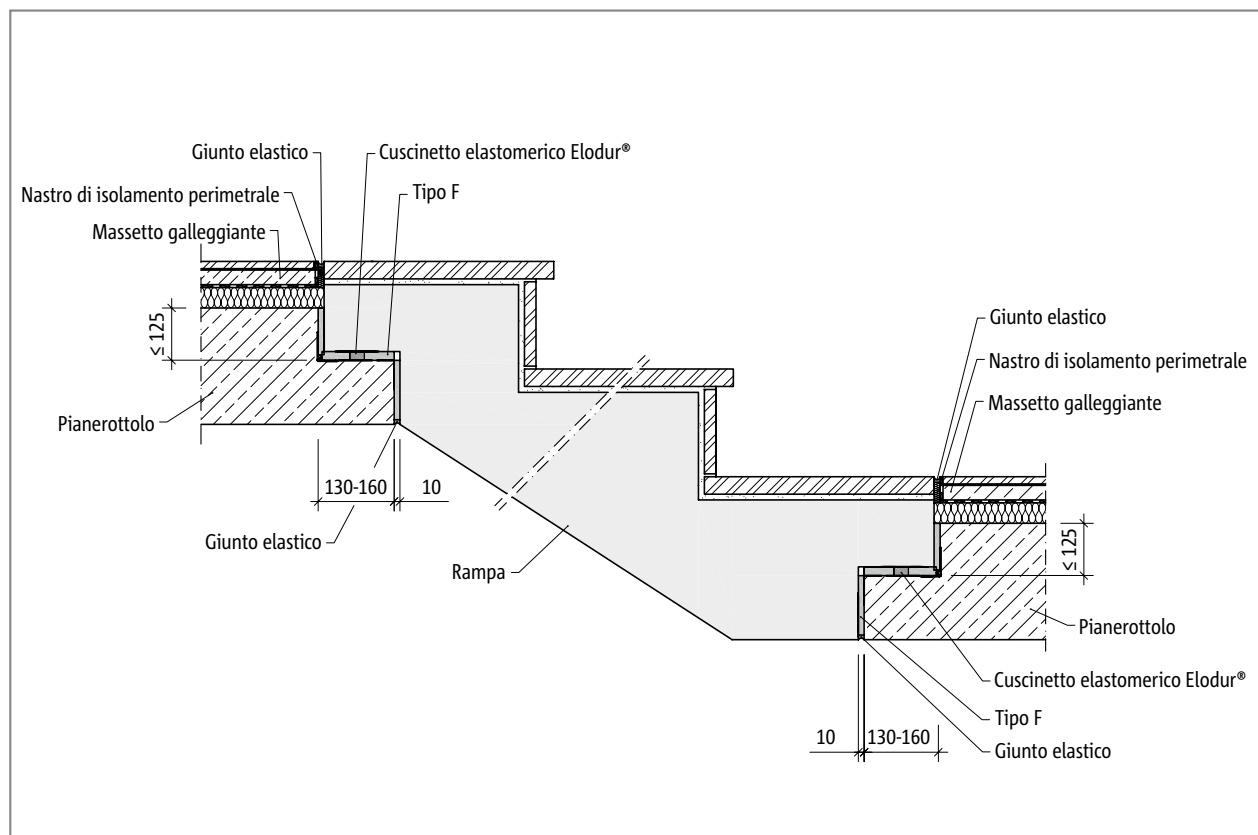 Giunto elastico
Cuscinetto elastomerico Elodur®
Nastro di isolamento perimetrale
Tipo F
Massetto galleggiante
≤ 125
Pianerottolo
130-160
10
Giunto elastico
Rampa
Giunto elastico
Nastro di isolamento perimetrale
Massetto galleggiante
≤ 125
Pianerottolo
Cuscinetto elastomerico Elodur®
Tipo F
10
130-160
Giunto elastico